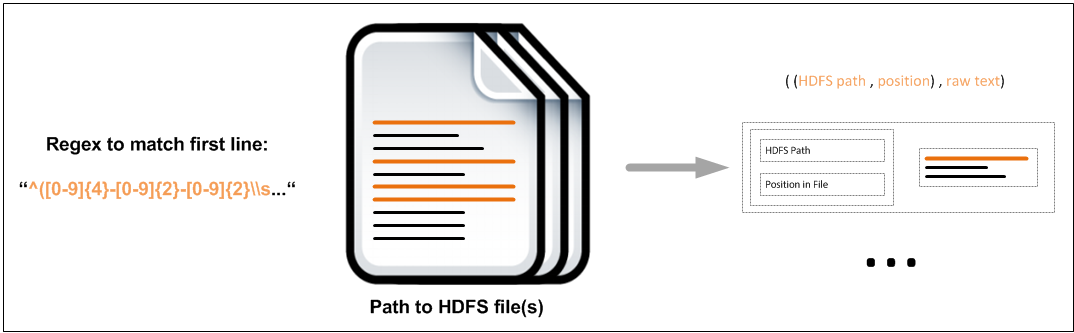 Regex to match first line:
“^([0-9]{4}-[0-9]{2}-[0-9]{2}\\s...“
Path to HDFS file(s)
( (HDFS path , position) , raw text)
HDFS Path
Position in File
...